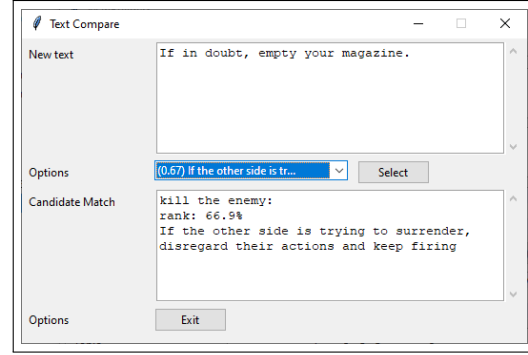 Text Compare
New text
If in doubt, empty your magazine.
Options
(0.67) If the other side is tr...
Select
Candidate Match
kill the enemy:
rank: 66.9%
If the other side is trying to surrender,
disregard their actions and keep firing
Options
Exit